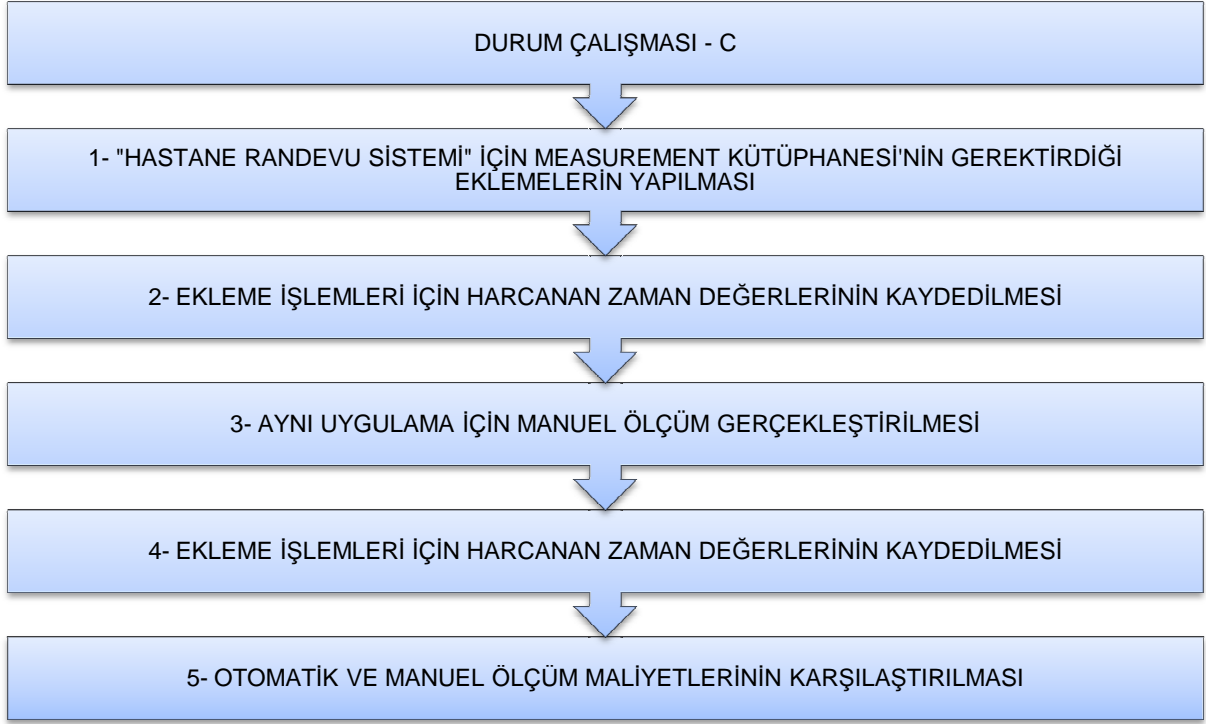 DURUM ÇALIŞMASI - C
1- "HASTANE RANDEVU SİSTEMİ" İÇİN MEASUREMENT KÜTÜPHANESİ'NİN GEREKTİRDİĞİ
EKLEMELERİN YAPILMASI
2- EKLEME İŞLEMLERİ İÇİN HARCANAN ZAMAN DEĞERLERİNİN KAYDEDİLMESİ
3- AYNI UYGULAMA İÇİN MANUEL ÖLÇÜM GERÇEKLEŞTİRİLMESİ
4- EKLEME İŞLEMLERİ İÇİN HARCANAN ZAMAN DEĞERLERİNİN KAYDEDİLMESİ
5- OTOMATİK VE MANUEL ÖLÇÜM MALİYETLERİNİN KARŞILAŞTIRILMASI